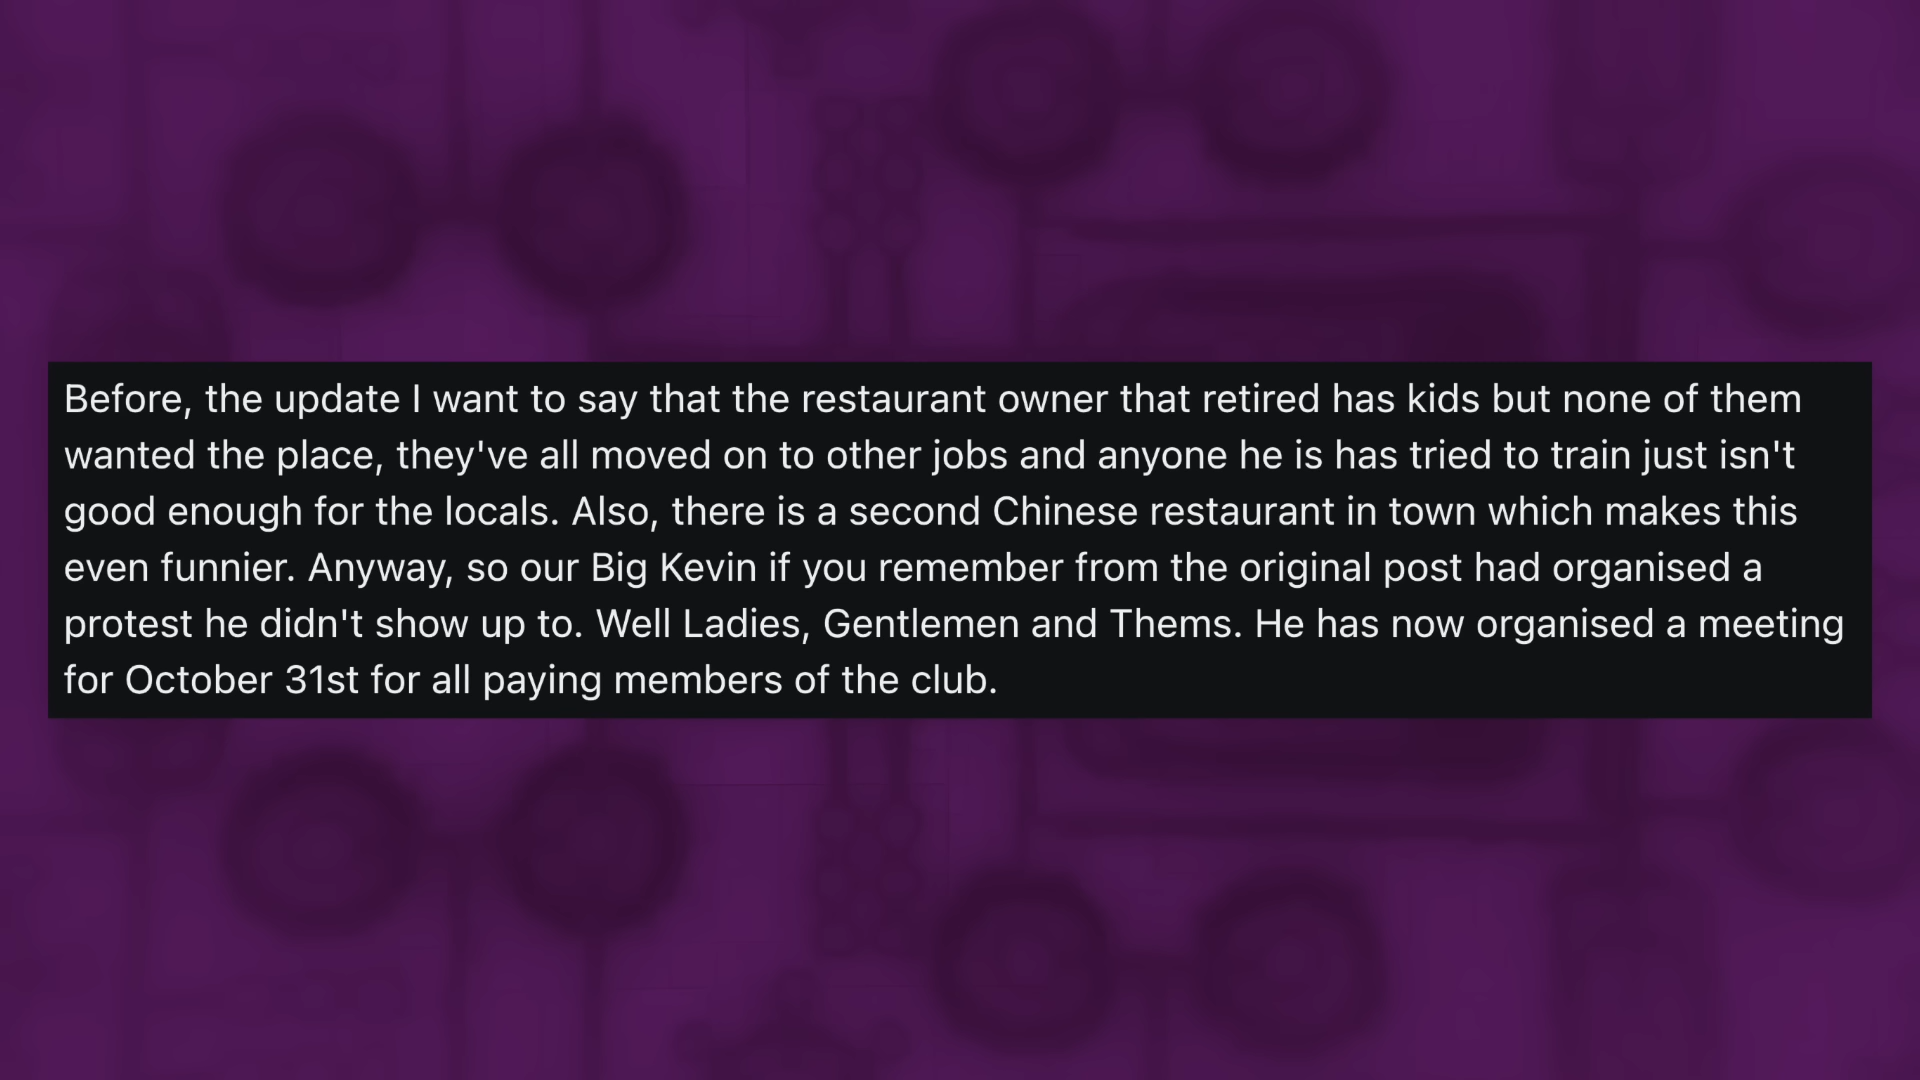 Before, the update I want to say that the restaurant owner that retired has kids but none of them
wanted the place, they've all moved on to other jobs and anyone he is has tried to train just isn't
good enough for the locals. Also, there is a second Chinese restaurant in town which makes this
even funnier. Anyway, so our Big Kevin if you remember from the original post had organised a
protest he didn't show up to. Well Ladies, Gentlemen and Thems. He has now organised a meeting
for October 31st for all paying members of the club.